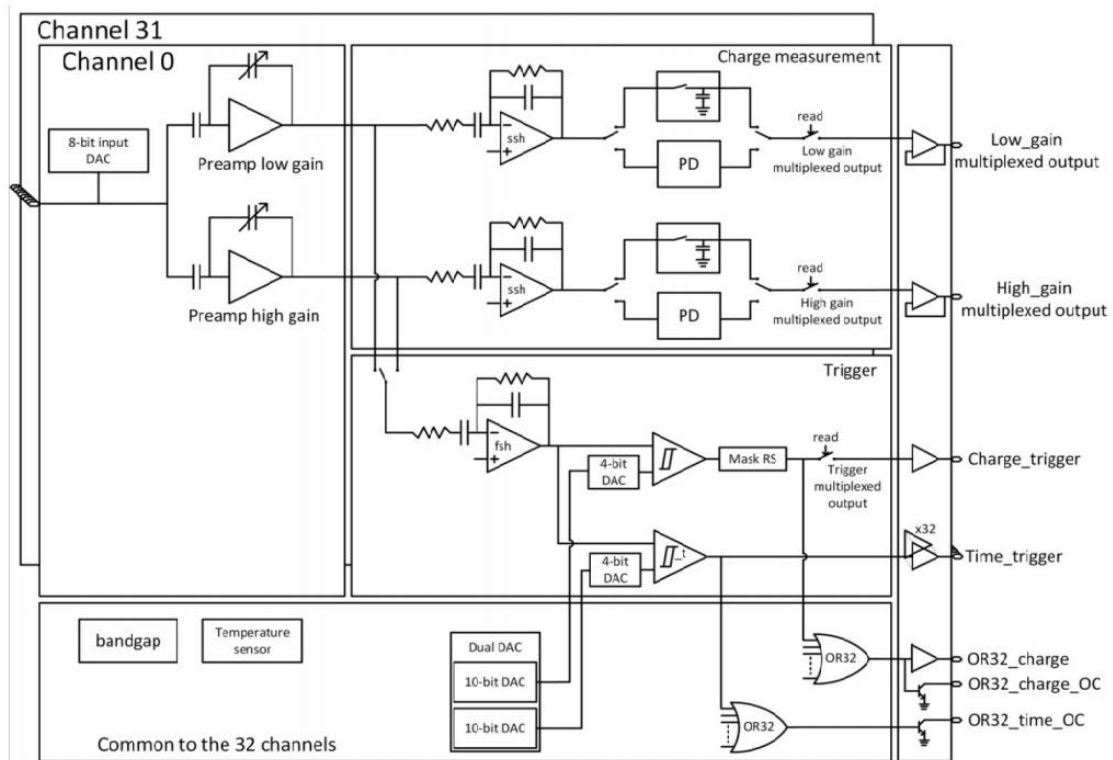 Channel 31
Channel 0
Charge measurement
8-bit input
DAC
Preamp low gain
ssh
PD
read
Low gain
multiplexed output
Low_gain
multiplexed output
Preamp high gain
ssh
PD
read
High gain
multiplexed output
High_gain
multiplexed output
Trigger
fsh
4-bit
DAC
Mask RS
read
Trigger
multiplexed
output
Charge_trigger
4-bit
DAC
_t
x32
Time_trigger
bandgap
Temperature
sensor
Dual DAC
10-bit DAC
10-bit DAC
OR32
OR32_charge
OR32_charge_OC
OR32
OR32_time_OC
Common to the 32 channels